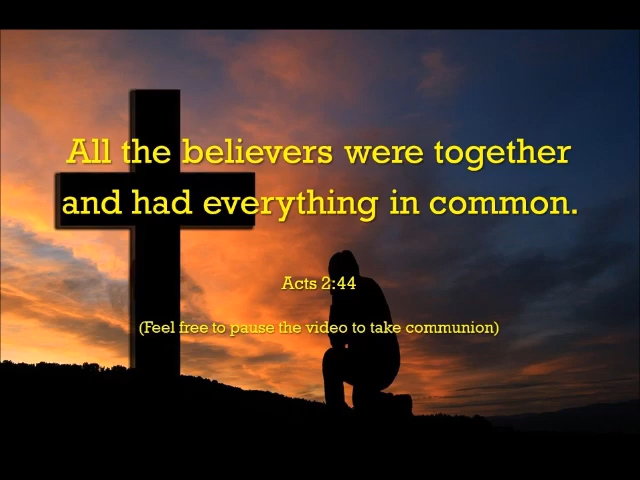 All the believers were together
and had everything in common.
Acts 2:44
(Feel free to pause the video to take communion)